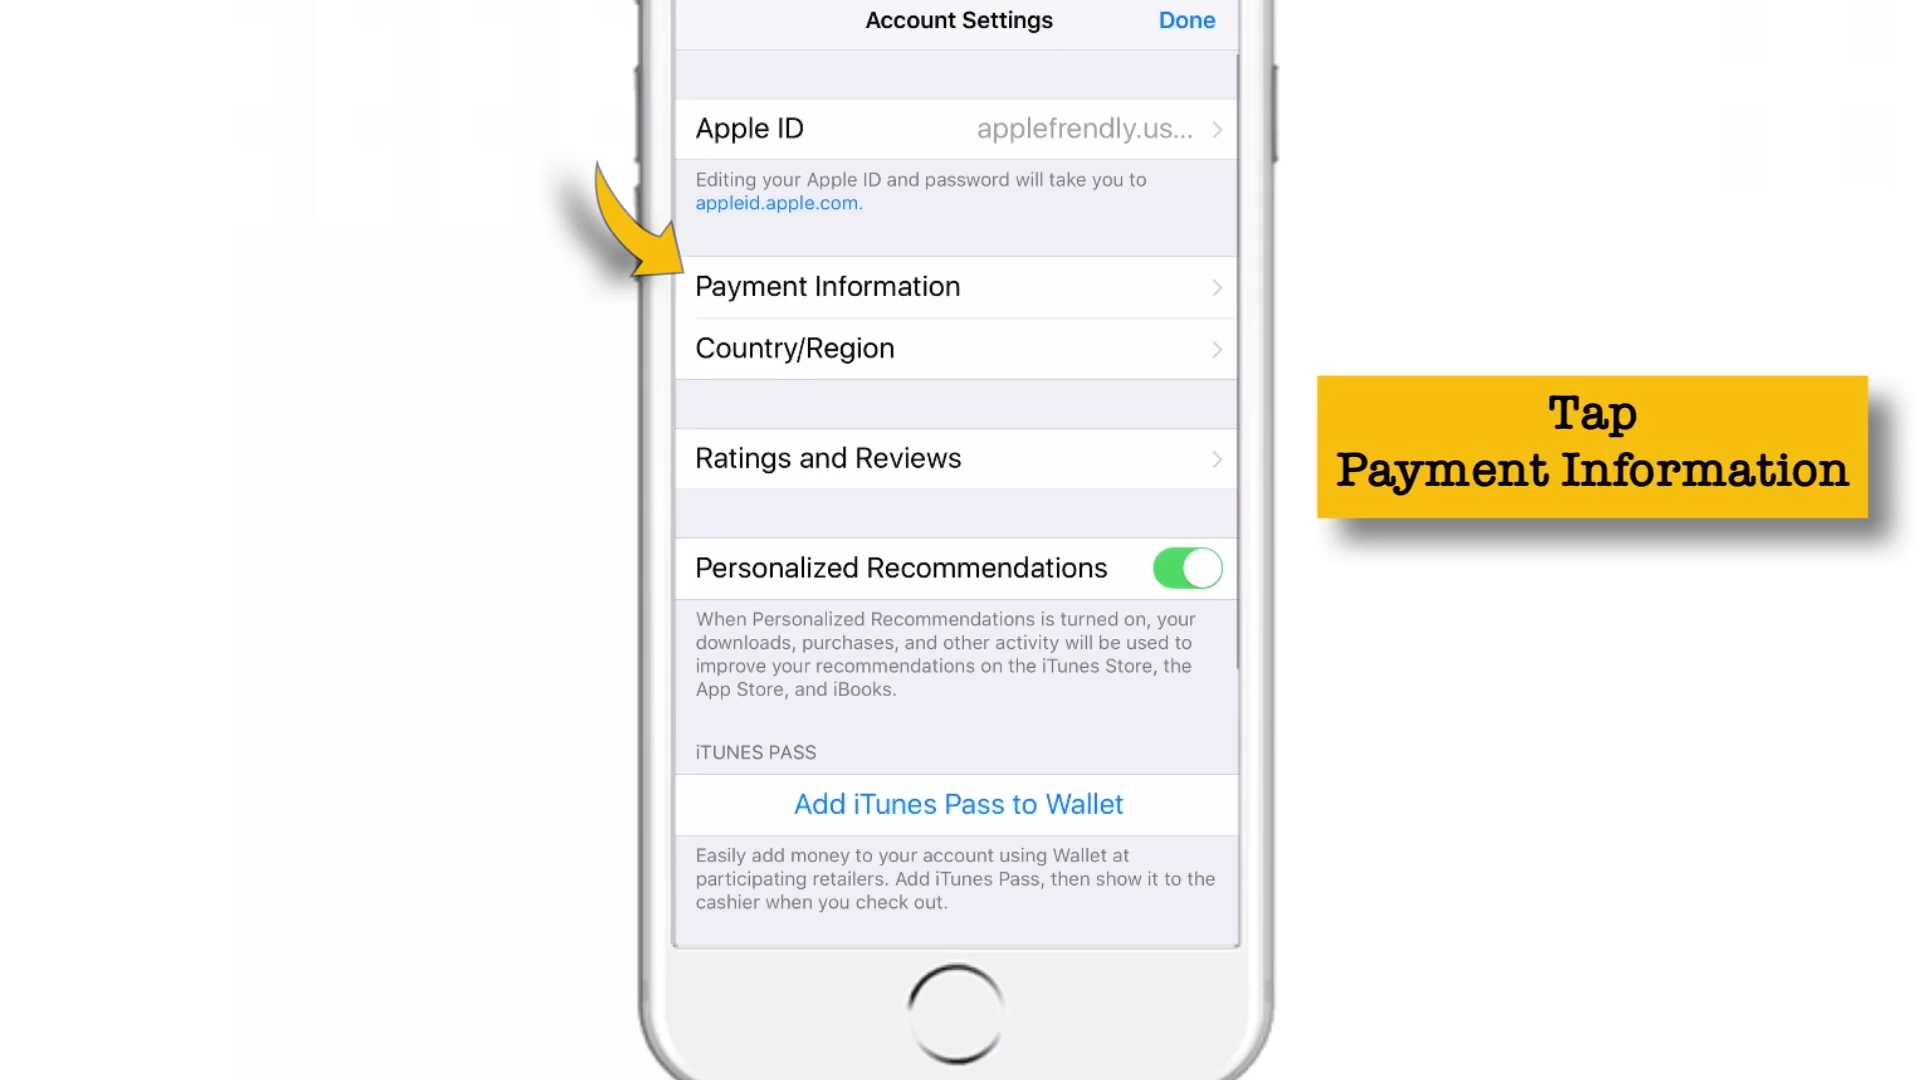 Account Settings
Done
Apple ID
applefrendly.us...
Editing your Apple ID and password will take you to
appleid.apple.com.
Payment Information
Country/Region
Tap
Payment Information
Ratings and Reviews
Personalized Recommendations
When Personalized Recommendations is turned on, your
downloads, purchases, and other activity will be used to
improve your recommendations on the iTunes Store, the
App Store, and iBooks.
iTUNES PASS
Add iTunes Pass to Wallet
Easily add money to your account using Wallet at
participating retailers. Add iTunes Pass, then show it to the
cashier when you check out.